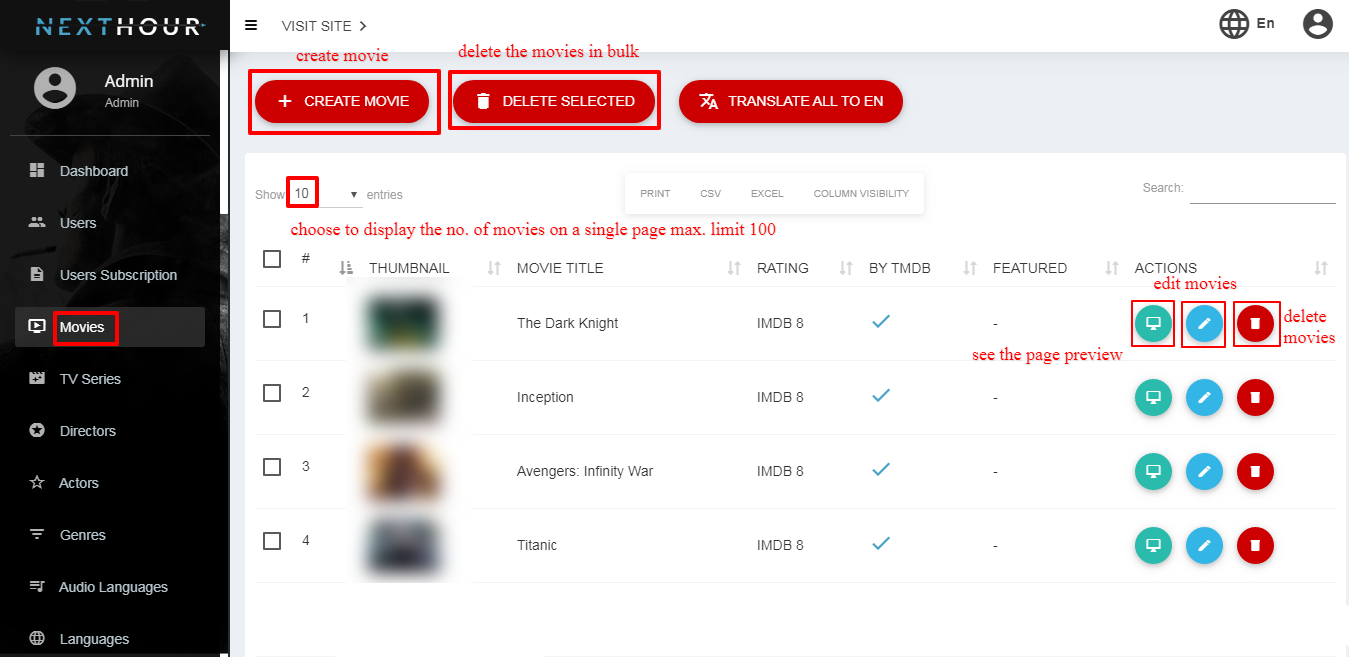 NEXTHOUR
VISIT SITE
En
Admin
Admin
Dashboard
Users
Users Subscription
Movies
TV Series
Directors
Actors
Genres
Audio Languages
Languages
create movie
delete the movies in bulk
CREATE MOVIE
DELETE SELECTED
TRANSLATE ALL TO EN
Show 10 entries
PRINT CSV EXCEL COLUMN VISIBILITY
Search:
choose to display the no. of movies on a single page max. limit 100
# THUMBNAIL MOVIE TITLE RATING BY TMDB FEATURED ACTIONS
edit movies
1 The Dark Knight IMDB 8 -
delete
movies
see the page preview
2 Inception IMDB 8 -
3 Avengers: Infinity War IMDB 8 -
4 Titanic IMDB 8 -